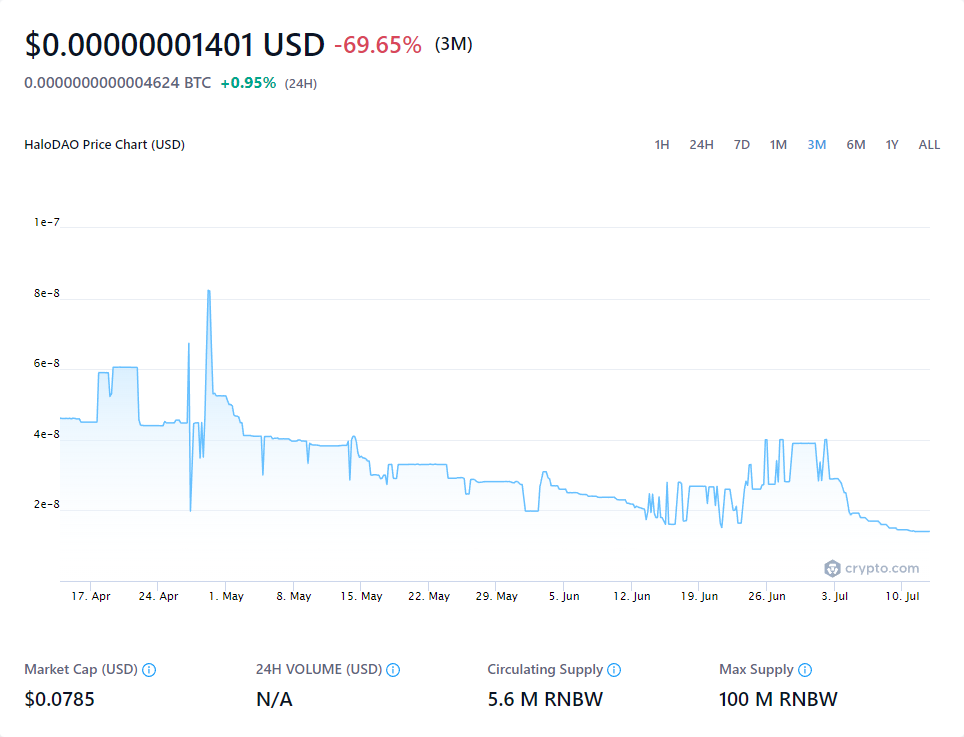 $0.00000001401 USD -69.65% (3M)
0.0000000000004624 BTC +0.95% (24H)
HaloDAO Price Chart (USD) 1H 24H 7D 1M 3M 6M 1Y ALL
1e-7
8e-8
6e-8
4e-8
2e-8
crypto.com
17. Apr 24. Apr 1. May 8. May 15. May 22. May 29. May 5. Jun 12. Jun 19. Jun 26. Jun 3. Jul 10. Jul
Market Cap (USD) 24H VOLUME (USD) Circulating Supply Max Supply
$0.0785 N/A 5.6 M RNBW 100 M RNBW